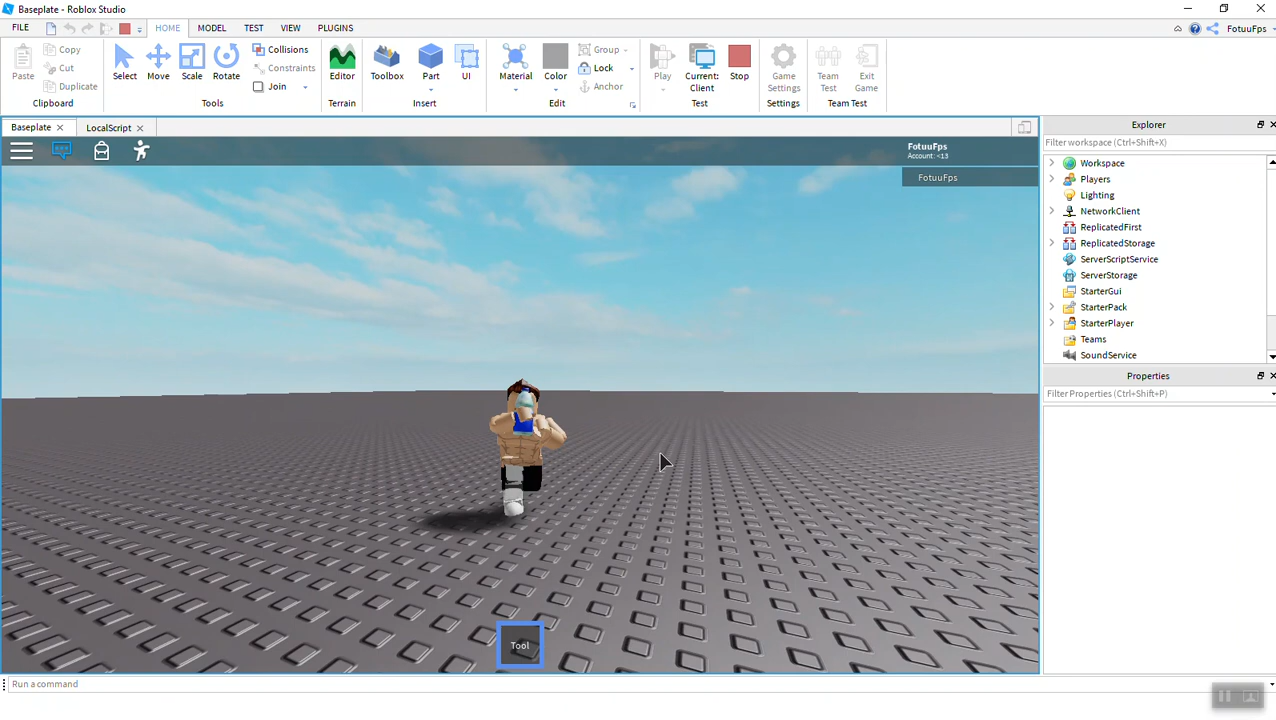 Baseplate - Roblox Studio
FILE HOME MODEL TEST VIEW PLUGINS FotuuFps
Paste Copy Cut Duplicate Clipboard
Select Move Scale Rotate Collisions Constraints Join Tools
Editor Terrain
Toolbox Part UI Insert
Material Color Group Lock Anchor Edit
Play Current: Client Stop Test
Game Settings Settings
Team Test Exit Game Team Test
Baseplate LocalScript
FotuuFps
Account: <13
FotuuFps
Tool
Explorer
Filter workspace (Ctrl+Shift+X)
Workspace
Players
Lighting
NetworkClient
ReplicatedFirst
ReplicatedStorage
ServerScriptService
ServerStorage
StarterGui
StarterPack
StarterPlayer
Teams
SoundService
Properties
Filter Properties (Ctrl+Shift+P)
Run a command